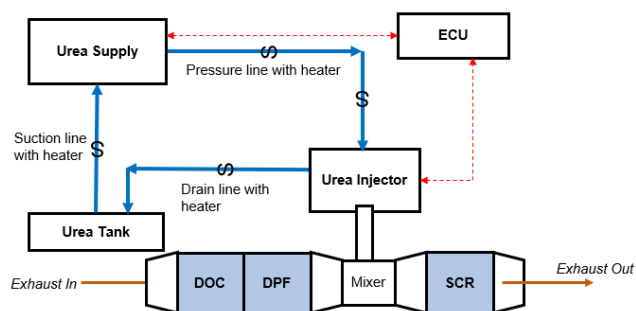 Urea Supply
ECU
Pressure line with heater
Suction line
with heater
Urea Injector
Drain line with
heater
Urea Tank
Exhaust In
DOC
DPF
Mixer
SCR
Exhaust Out